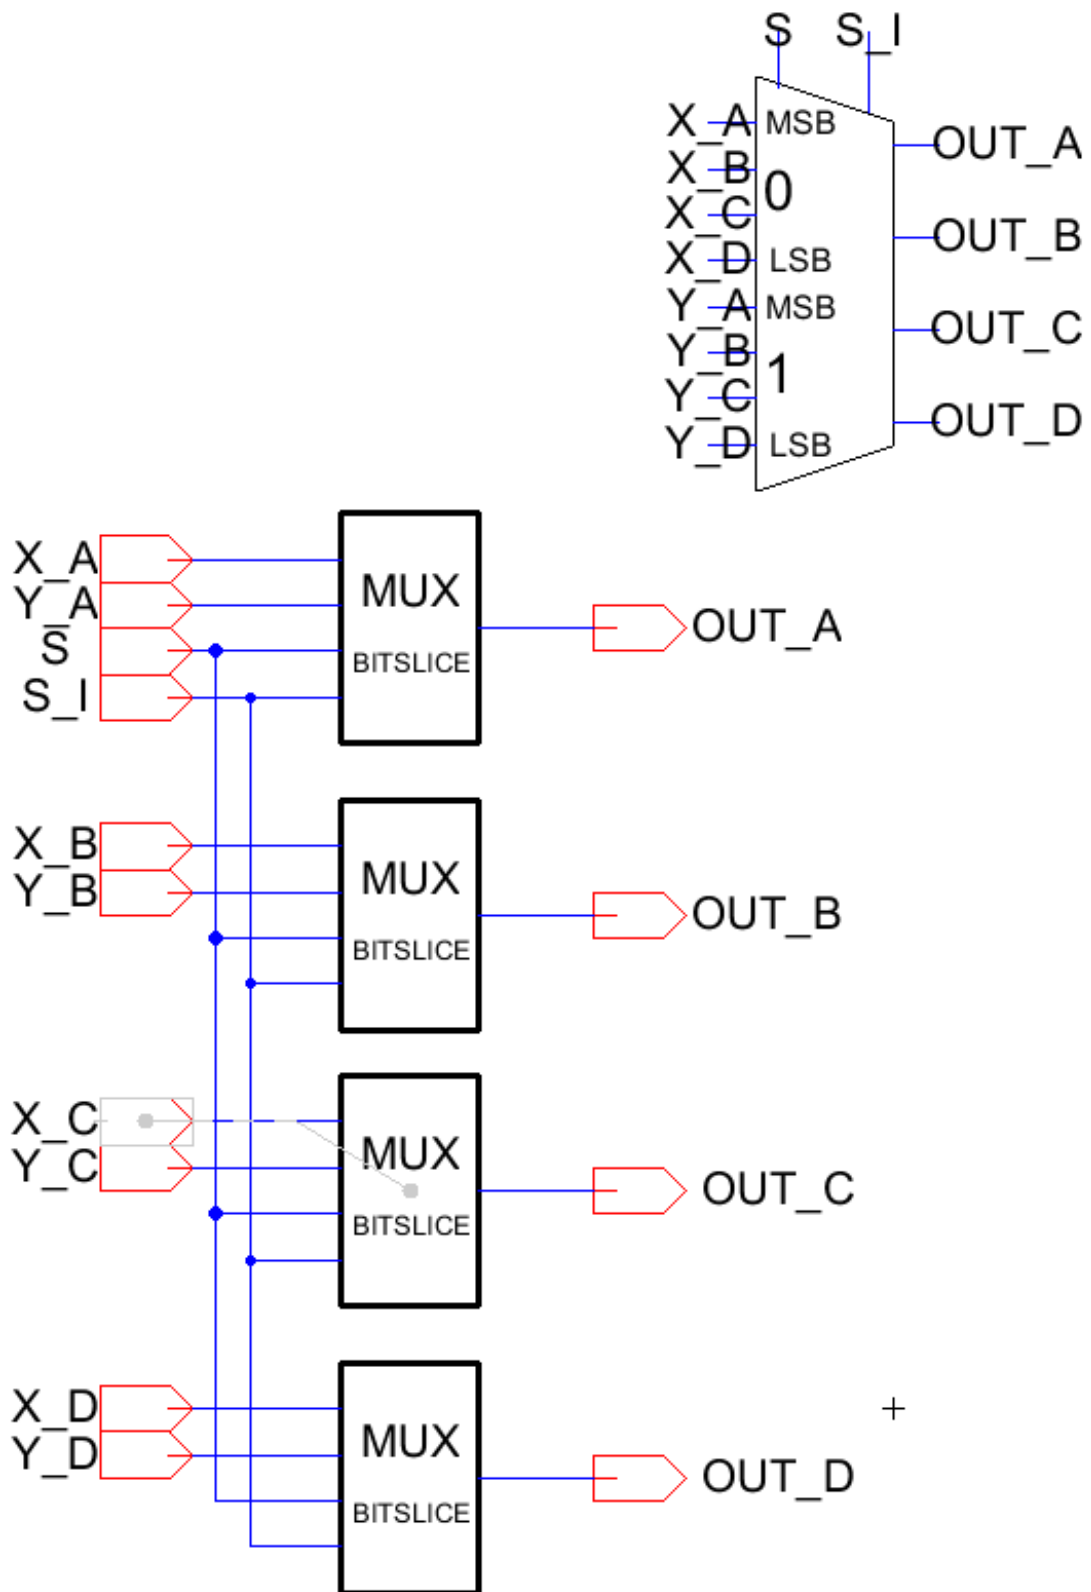 S S_I
X_A MSB OUT_A
X_B
0
X_C OUT_B
X_D LSB
Y_A MSB OUT_C
Y_B
1
Y_C
OUT_D
Y_D LSB
X_A
MUX
Y_A
OUT_A
S
BITSLICE
S_I
X_B
MUX
Y_B
OUT_B
BITSLICE
X_C
MUX
Y_C
OUT_C
BITSLICE
X_D
MUX
Y_D
OUT_D
BITSLICE